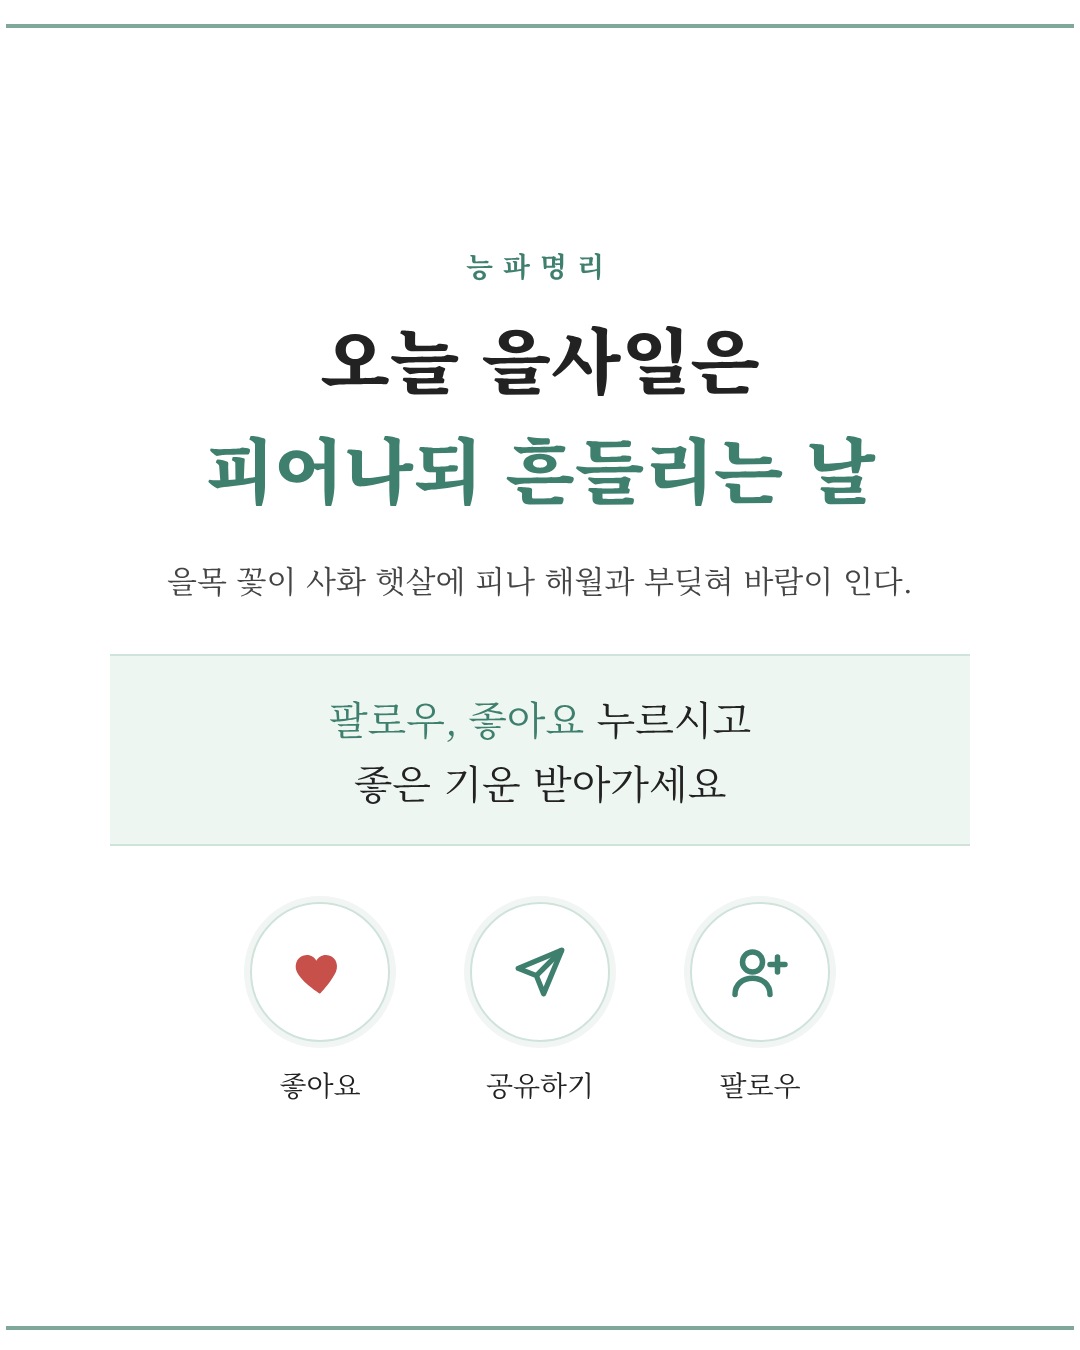 능파명리
오늘 을사일은
피어나되 흔들리는 날
을목 꽃이 사화 햇살에 피나 해월과 부딪혀 바람이 인다.
팔로우, 좋아요 누르시고
좋은 기운 받아가세요
좋아요
공유하기
팔로우